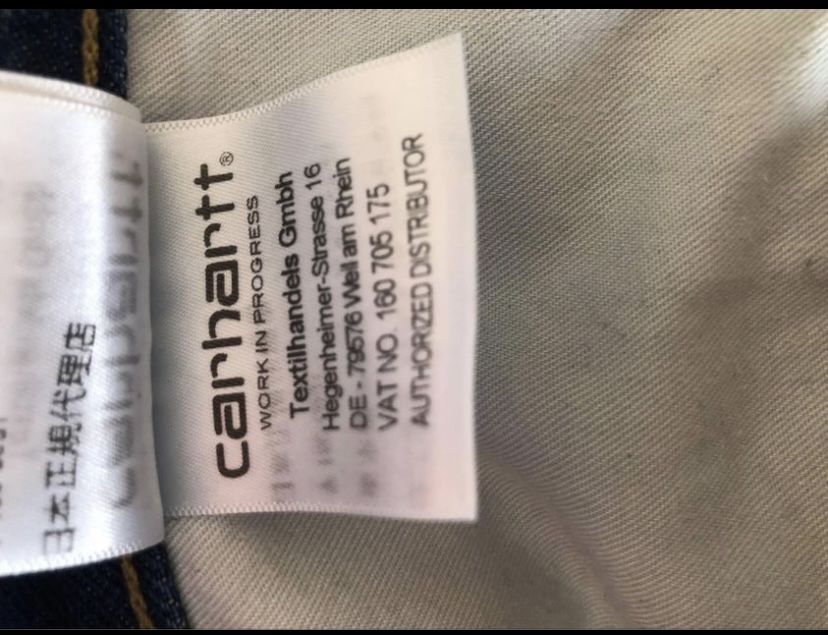 carhartt®
WORK IN PROGRESS
Textilhandels Gmbh
Hegenheimer-Strasse 16
DE - 79576 Weil am Rhein
VAT NO. 160 705 175
AUTHORIZED DISTRIBUTOR
日本正規代理店